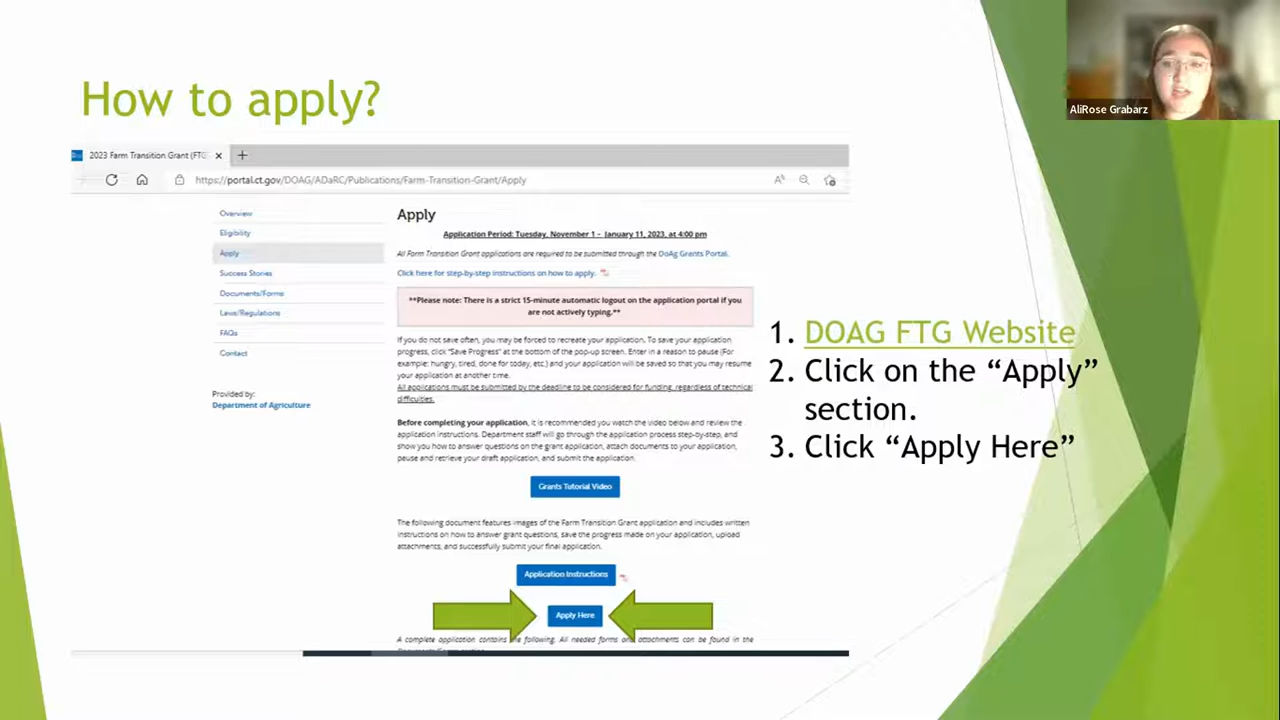 How to apply?
AliRose Grabarz
2023 Farm Transition Grant (FTG
https://portal.ct.gov/DOAG/ADaRC/Publications/Farm-Transition-Grant/Apply
Overview
Eligibility
Apply
Success Stories
Documents/Forms
Laws/Regulations
FAQs
Contact
Provided by:
Department of Agriculture
Apply
Application Period: Tuesday, November 1 - January 11, 2023, at 4:00 pm
All Farm Transition Grant applications are required to be submitted through the DoAg Grants Portal.
Click here for step-by-step instructions on how to apply.
**Please note: There is a strict 15-minute automatic logout on the application portal if you
are not actively typing.**
If you do not save often, you may be forced to recreate your application. To save your application
progress, click "Save Progress" at the bottom of the pop-up screen. Enter in a reason to pause (For
example: hungry, tired, done for today, etc.) and your application will be saved so that you may resume
your application at another time.
All applications must be submitted by the deadline to be considered for funding, regardless of technical
difficulties.
Before completing your application, it is recommended you watch the video below and review the
application instructions. Department staff will go through the application process step-by-step, and
show you how to answer questions on the grant application, attach documents to your application,
pause and retrieve your draft application, and submit the application.
Grants Tutorial Video
The following document features images of the Farm Transition Grant application and includes written
instructions on how to answer grant questions, save the progress made on your application, upload
attachments, and successfully submit your final application.
Application Instructions
Apply Here
A complete application contains the following. All needed forms and attachments can be found in the
1. DOAG FTG Website
2. Click on the “Apply”
section.
3. Click “Apply Here”